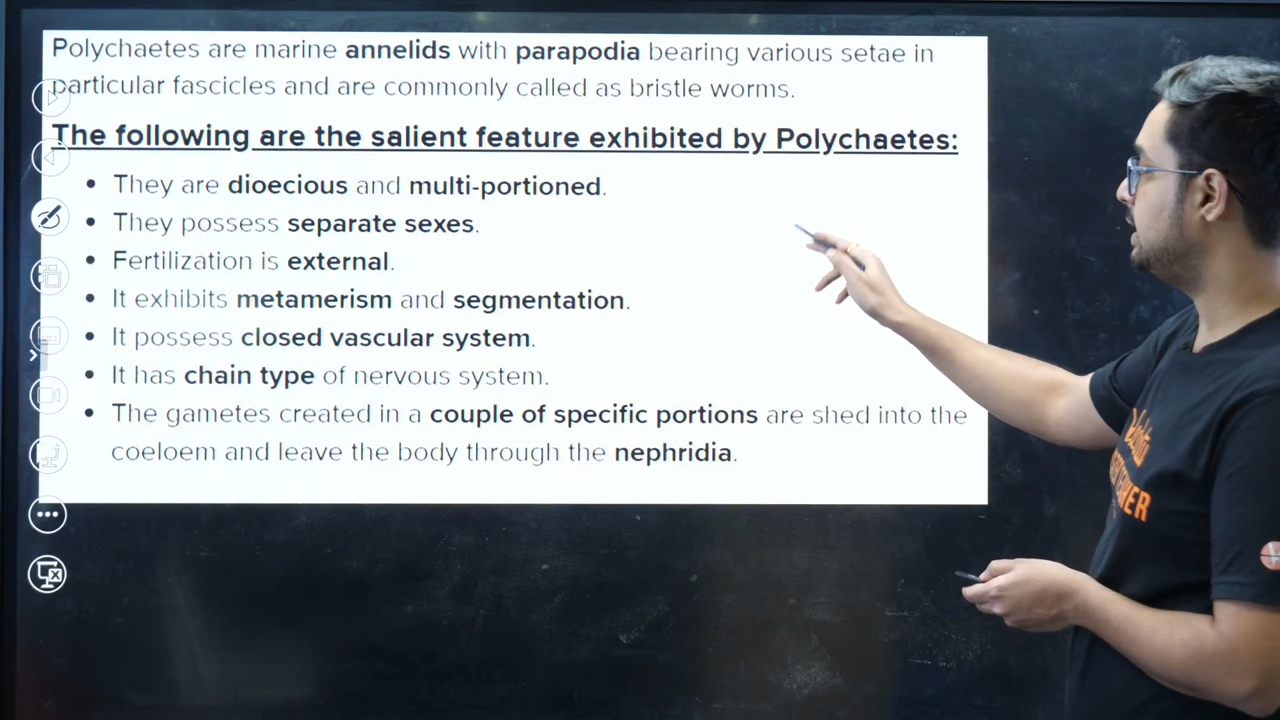 Polychaetes are marine annelids with parapodia bearing various setae in
particular fascicles and are commonly called as bristle worms.
The following are the salient feature exhibited by Polychaetes:
• They are dioecious and multi-portioned.
• They possess separate sexes.
• Fertilization is external.
• It exhibits metamerism and segmentation.
• It possess closed vascular system.
• It has chain type of nervous system.
• The gametes created in a couple of specific portions are shed into the
coeloem and leave the body through the nephridia.